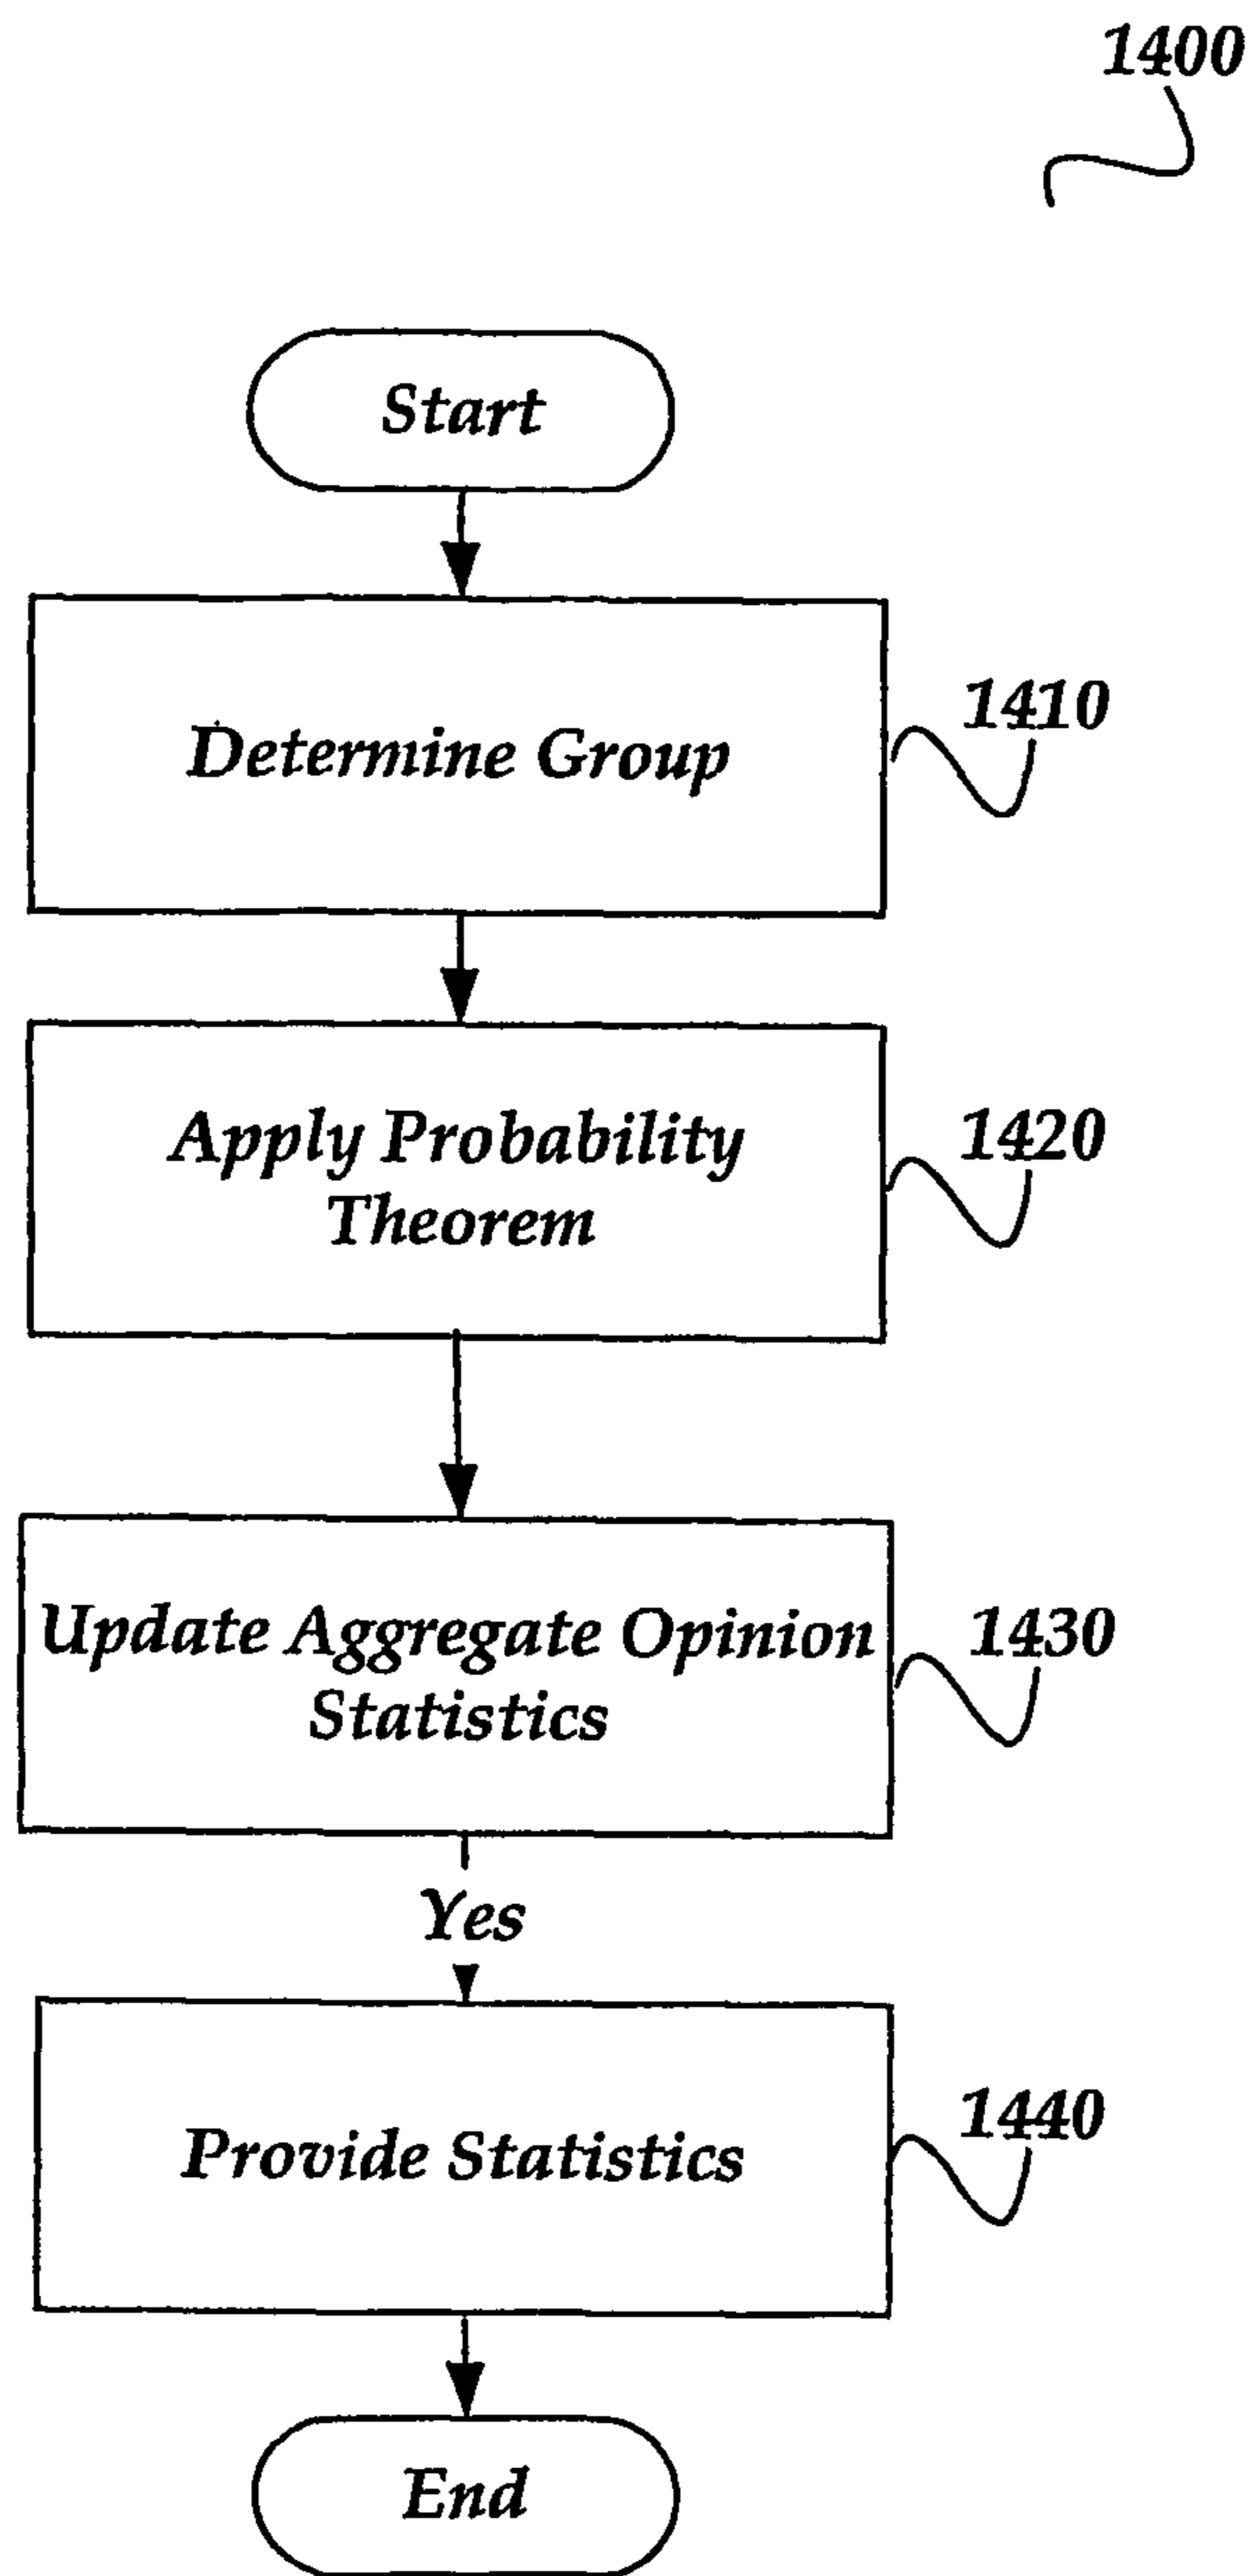 1400
Start
Determine Group
1410
Apply Probability
Theorem
1420
Update Aggregate Opinion
Statistics
1430
Yes
Provide Statistics
1440
End